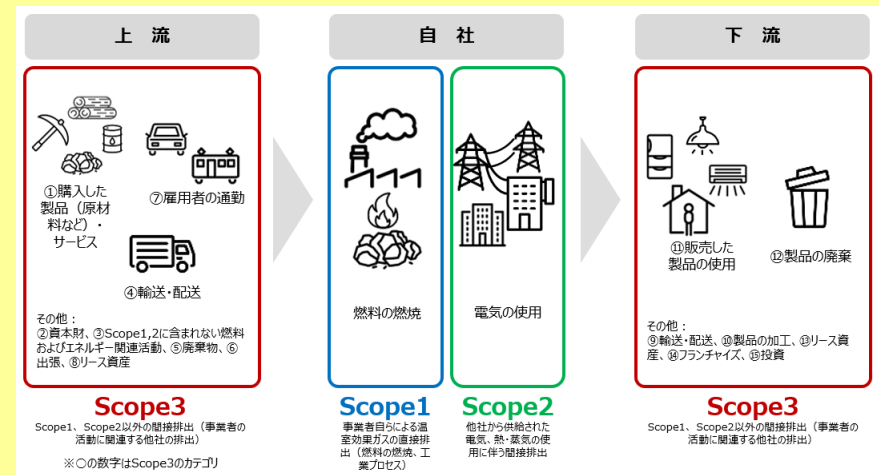 上 流
自 社
下 流
①購入した
製品（原材
料など）・
サービス
⑦雇用者の通勤
④輸送・配送
その他：
②資本財、③Scope1,2に含まれない燃料
およびエネルギー関連活動、⑤廃棄物、⑥
出張、⑧リース資産
燃料の燃焼
電気の使用
⑪販売した
製品の使用
⑫製品の廃棄
その他：
⑨輸送・配送、⑩製品の加工、⑬リース資
産、⑭フランチャイズ、⑮投資
Scope3
Scope1、Scope2以外の間接排出（事業者の
活動に関連する他社の排出）
※○の数字はScope3のカテゴリ
Scope1
事業者自らによる温
室効果ガスの直接排
出（燃料の燃焼、工
業プロセス）
Scope2
他社から供給された
電気、熱・蒸気の使
用に伴う間接排出
Scope3
Scope1、Scope2以外の間接排出（事業者の
活動に関連する他社の排出）